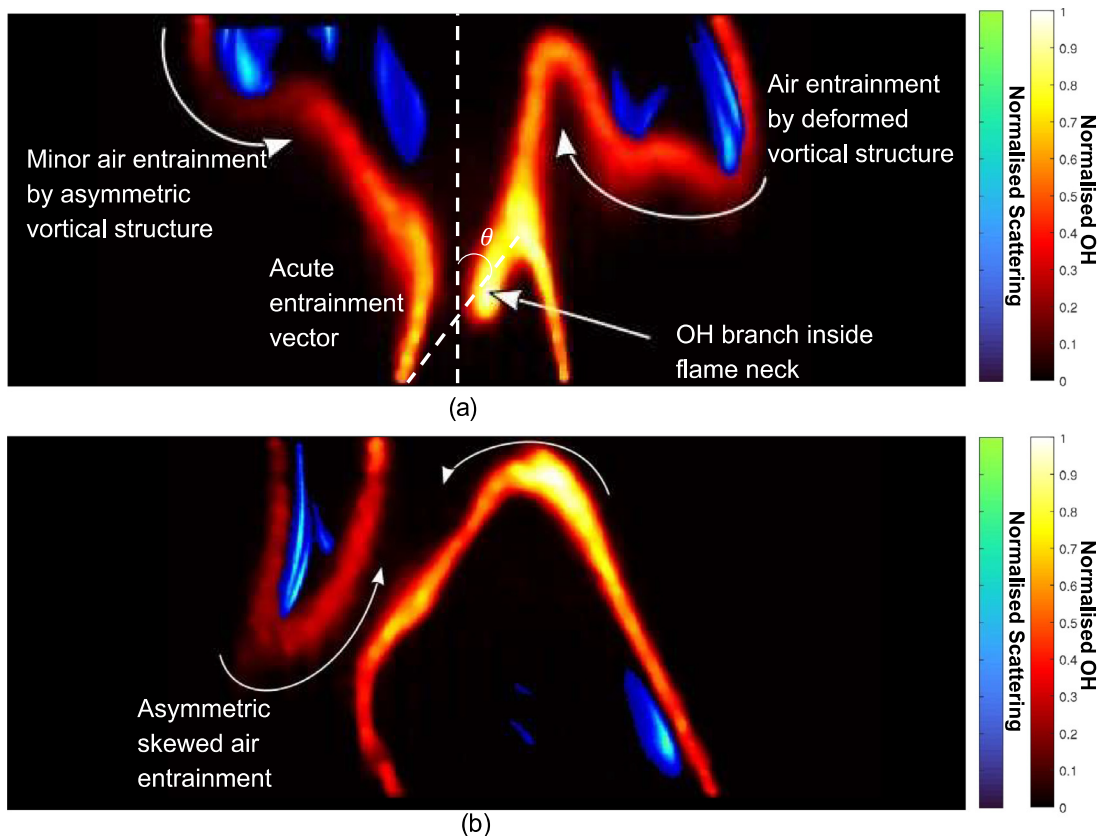 Minor air entrainment
by asymmetric
vortical structure
Acute
entrainment
vector
θ
Air entrainment
by deformed
vortical structure
OH branch inside
flame neck
Normalised Scattering
1
0.9
0.8
0.7
0.6
0.5
0.4
0.3
0.2
0.1
0
Normalised OH
(a)
Asymmetric
skewed air
entrainment
Normalised Scattering
1
0.9
0.8
0.7
0.6
0.5
0.4
0.3
0.2
0.1
0
Normalised OH
(b)